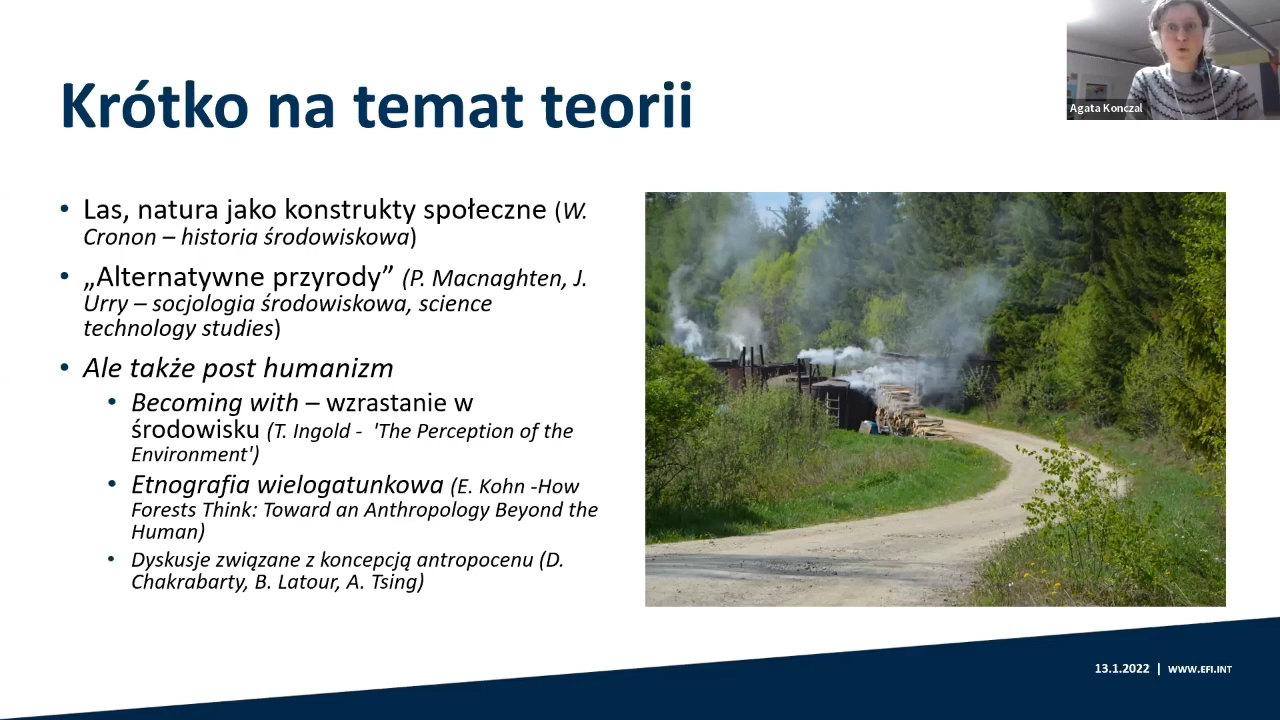 Agata Konczal
Krótko na temat teorii
• Las, natura jako konstrukty społeczne (W.
Cronon – historia środowiskowa)
• „Alternatywne przyrody” (P. Macnaghten, J.
Urry – socjologia środowiskowa, science
technology studies)
• Ale także post humanizm
• Becoming with – wzrastanie w
środowisku (T. Ingold - 'The Perception of the
Environment')
• Etnografia wielogatunkowa (E. Kohn -How
Forests Think: Toward an Anthropology Beyond the
Human)
• Dyskusje związane z koncepcją antropocenu (D.
Chakrabarty, B. Latour, A. Tsing)
13.1.2022 | WWW.EFI.INT